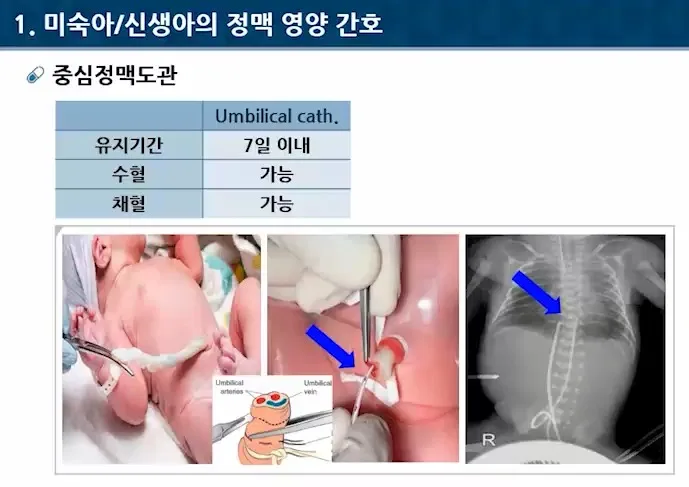 1. 미숙아/신생아의 정맥 영양 간호
중심정맥도관
Umbilical cath.
유지기간 7일 이내
수혈 가능
채혈 가능
Umbilical
arteries
Umbilical
vein
R